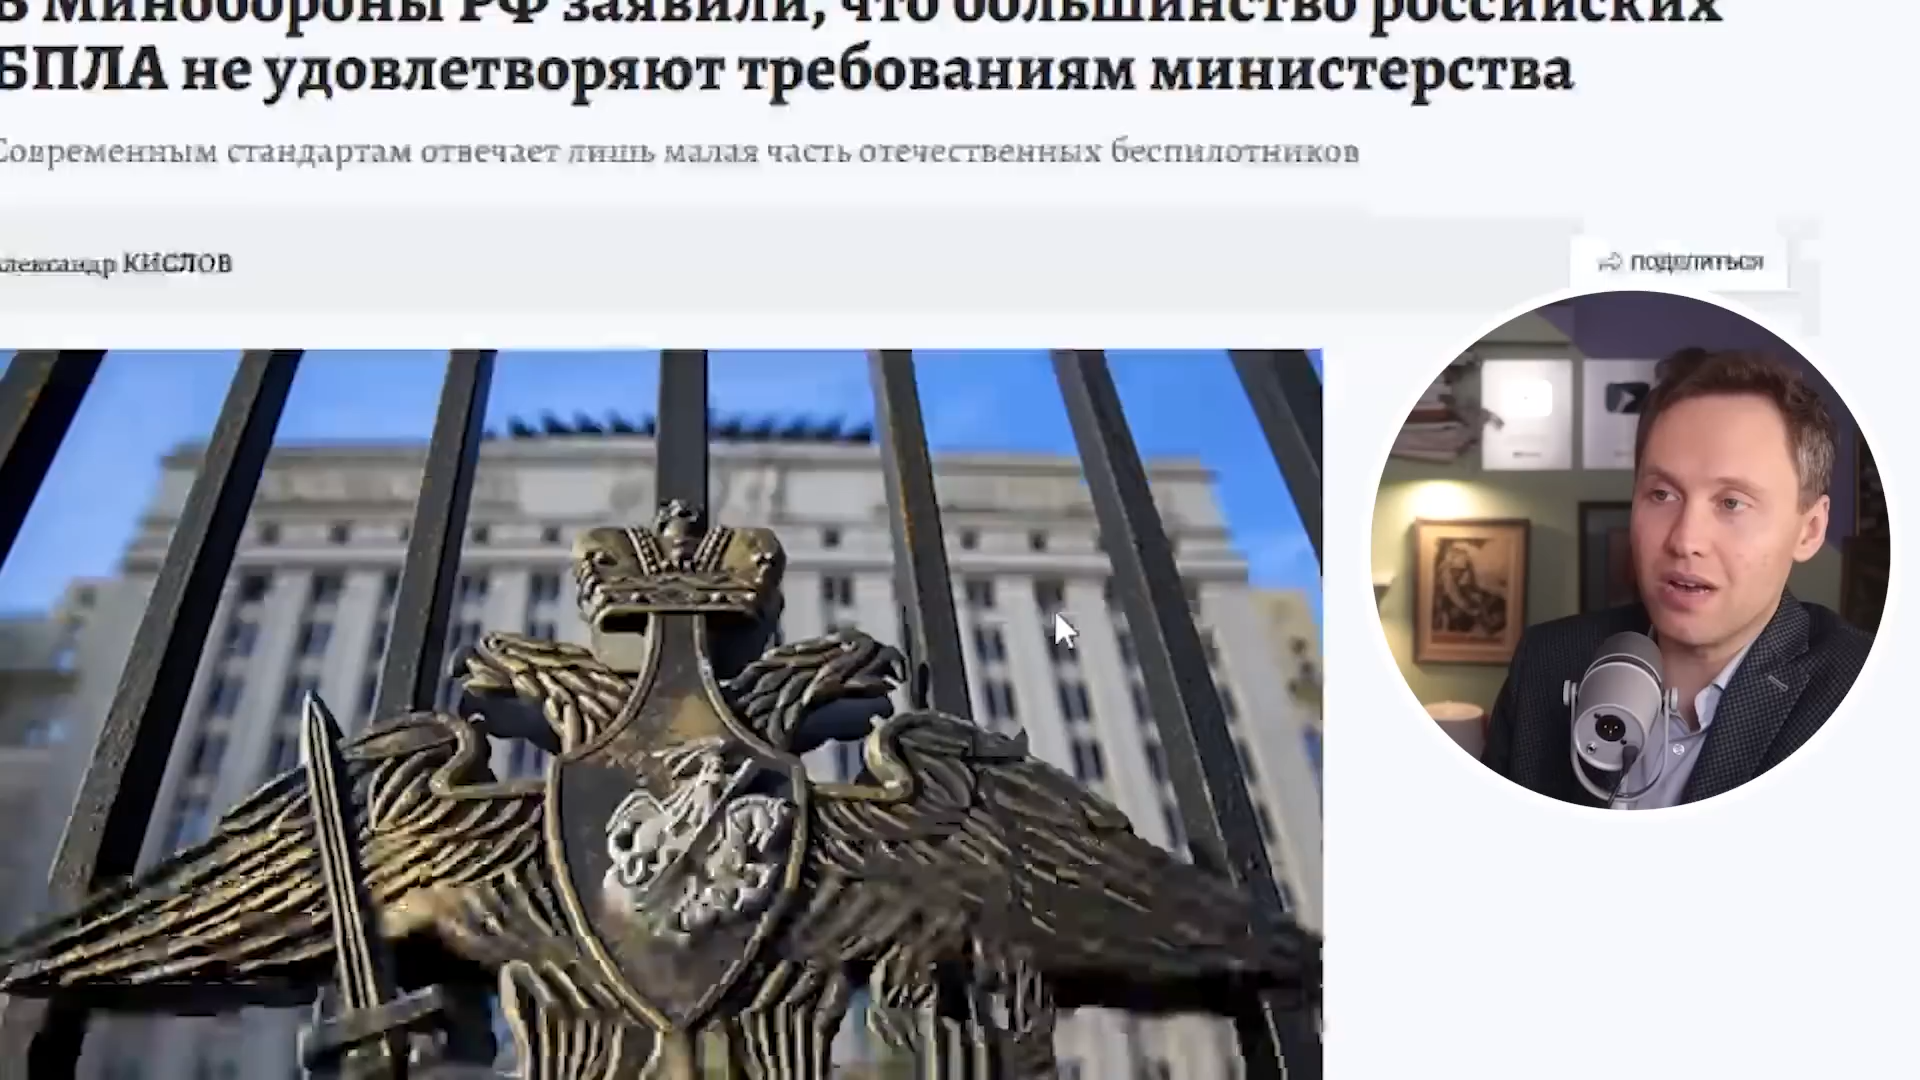 В Минобороны РФ заявили, что большинство российских
БПЛА не удовлетворяют требованиям министерства
Современным стандартам отвечает лишь малая часть отечественных беспилотников
Александр КИСЛОВ
ПОДЕЛИТЬСЯ